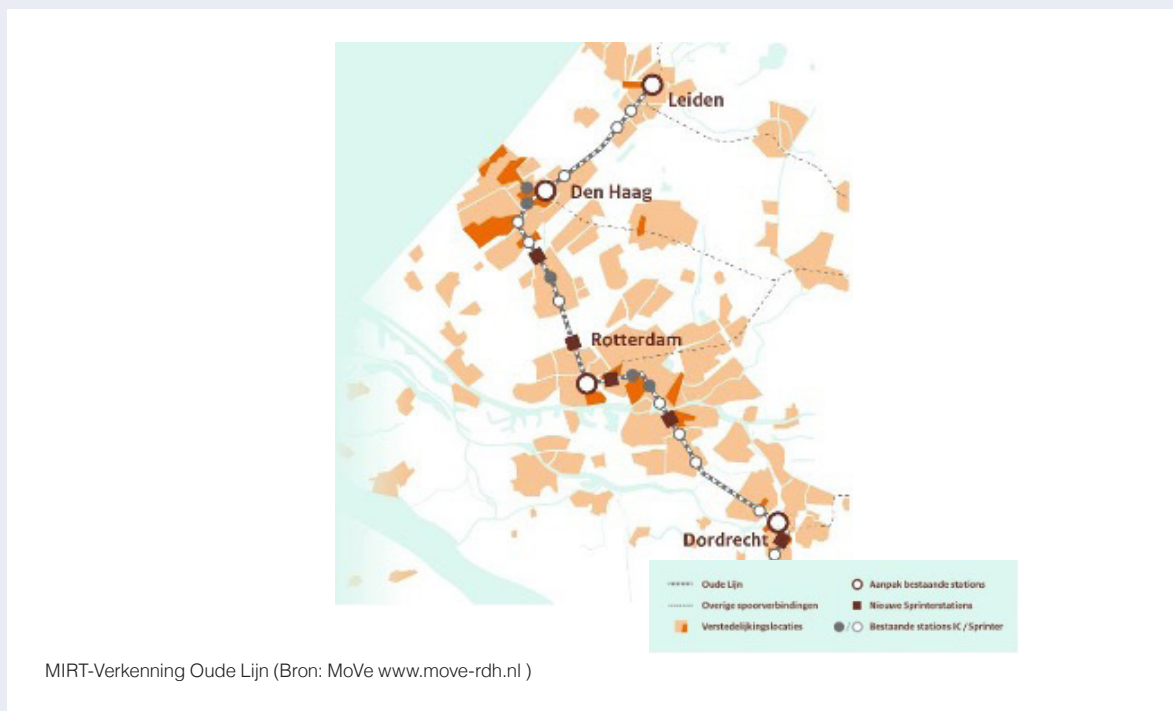 Leiden
Den Haag
Rotterdam
Dordrecht
Oude Lijn
Overige spoorverbindingen
Verstedelijkingslocaties
Aanpak bestaande stations
Nieuwe Sprinterstations
/ Bestaande stations IC / Sprinter
MIRT-Verkenning Oude Lijn (Bron: MoVe www.move-rdh.nl )